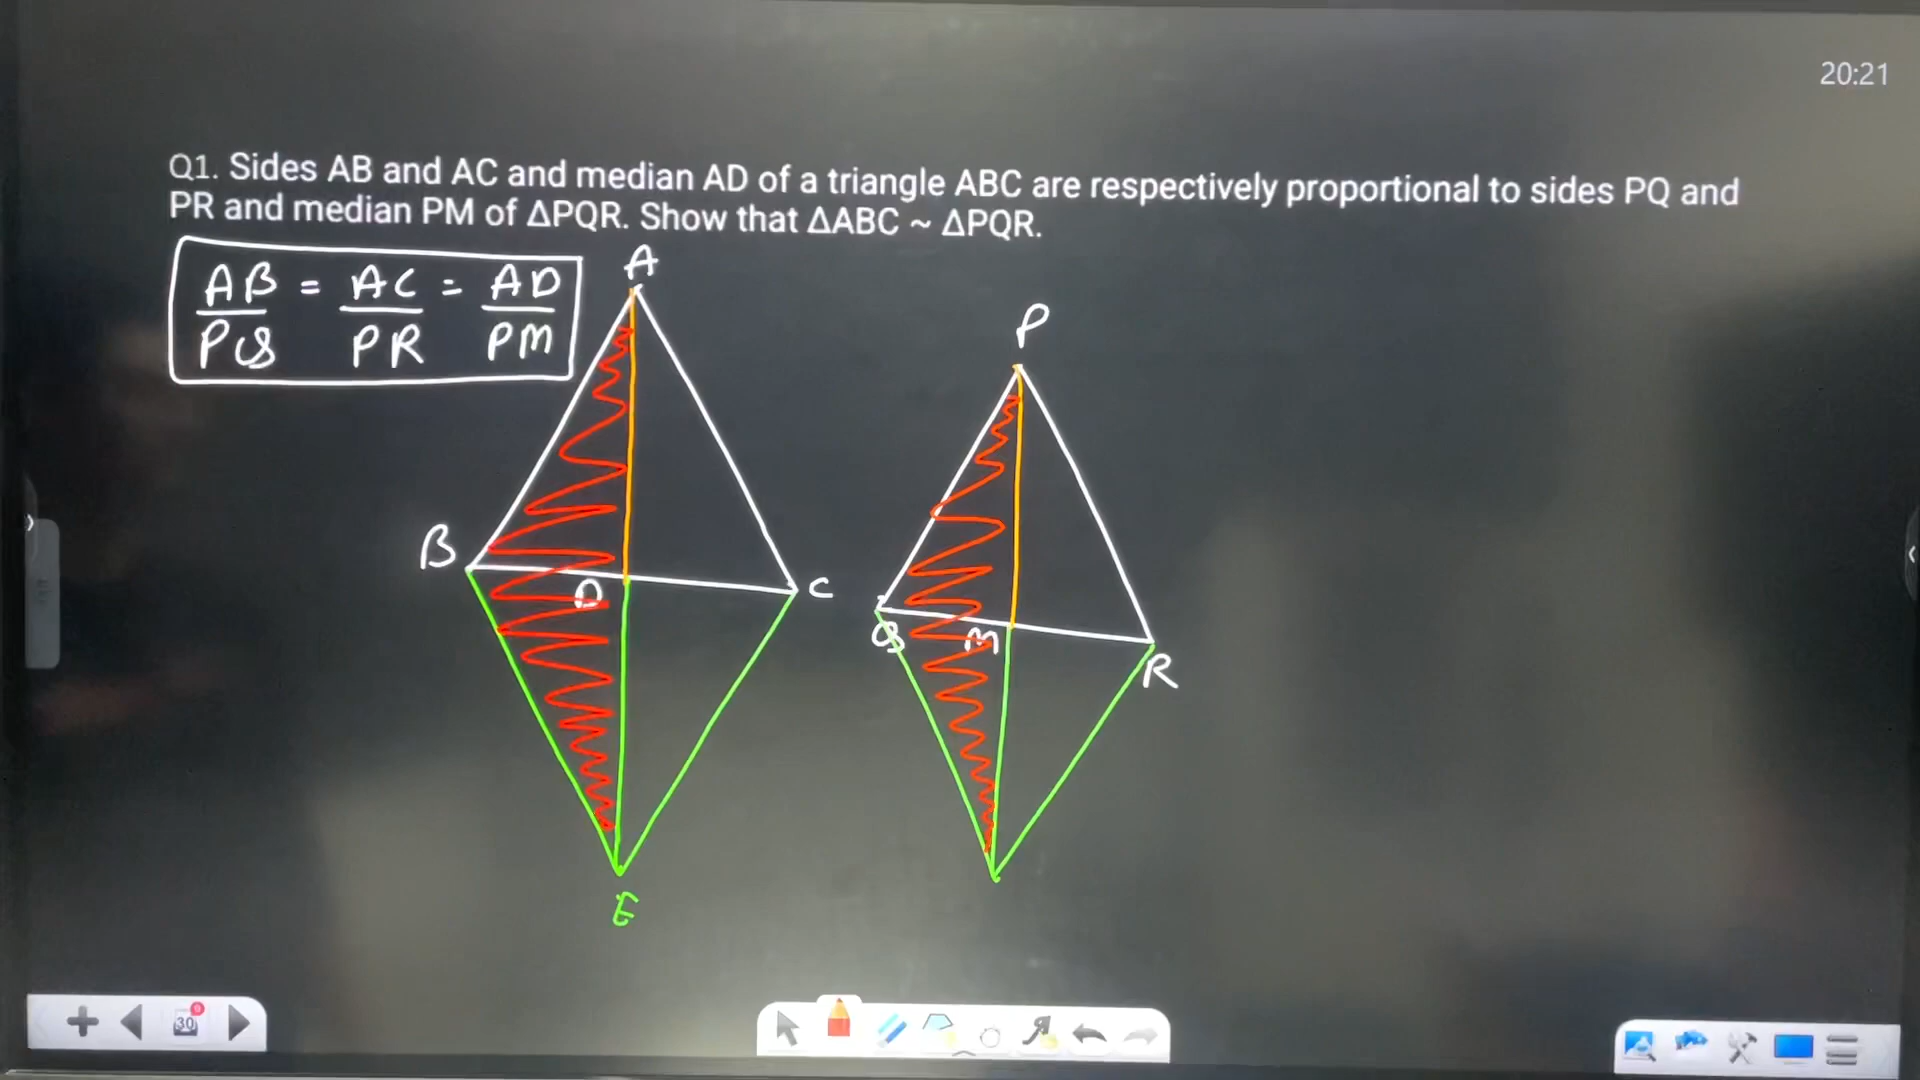 20:21
Q1. Sides AB and AC and median AD of a triangle ABC are respectively proportional to sides PQ and
PR and median PM of ΔPQR. Show that ΔABC ~ ΔPQR.
AB/PQ = AC/PR = AD/PM
A
P
B
D
C
Q
M
R
E
30